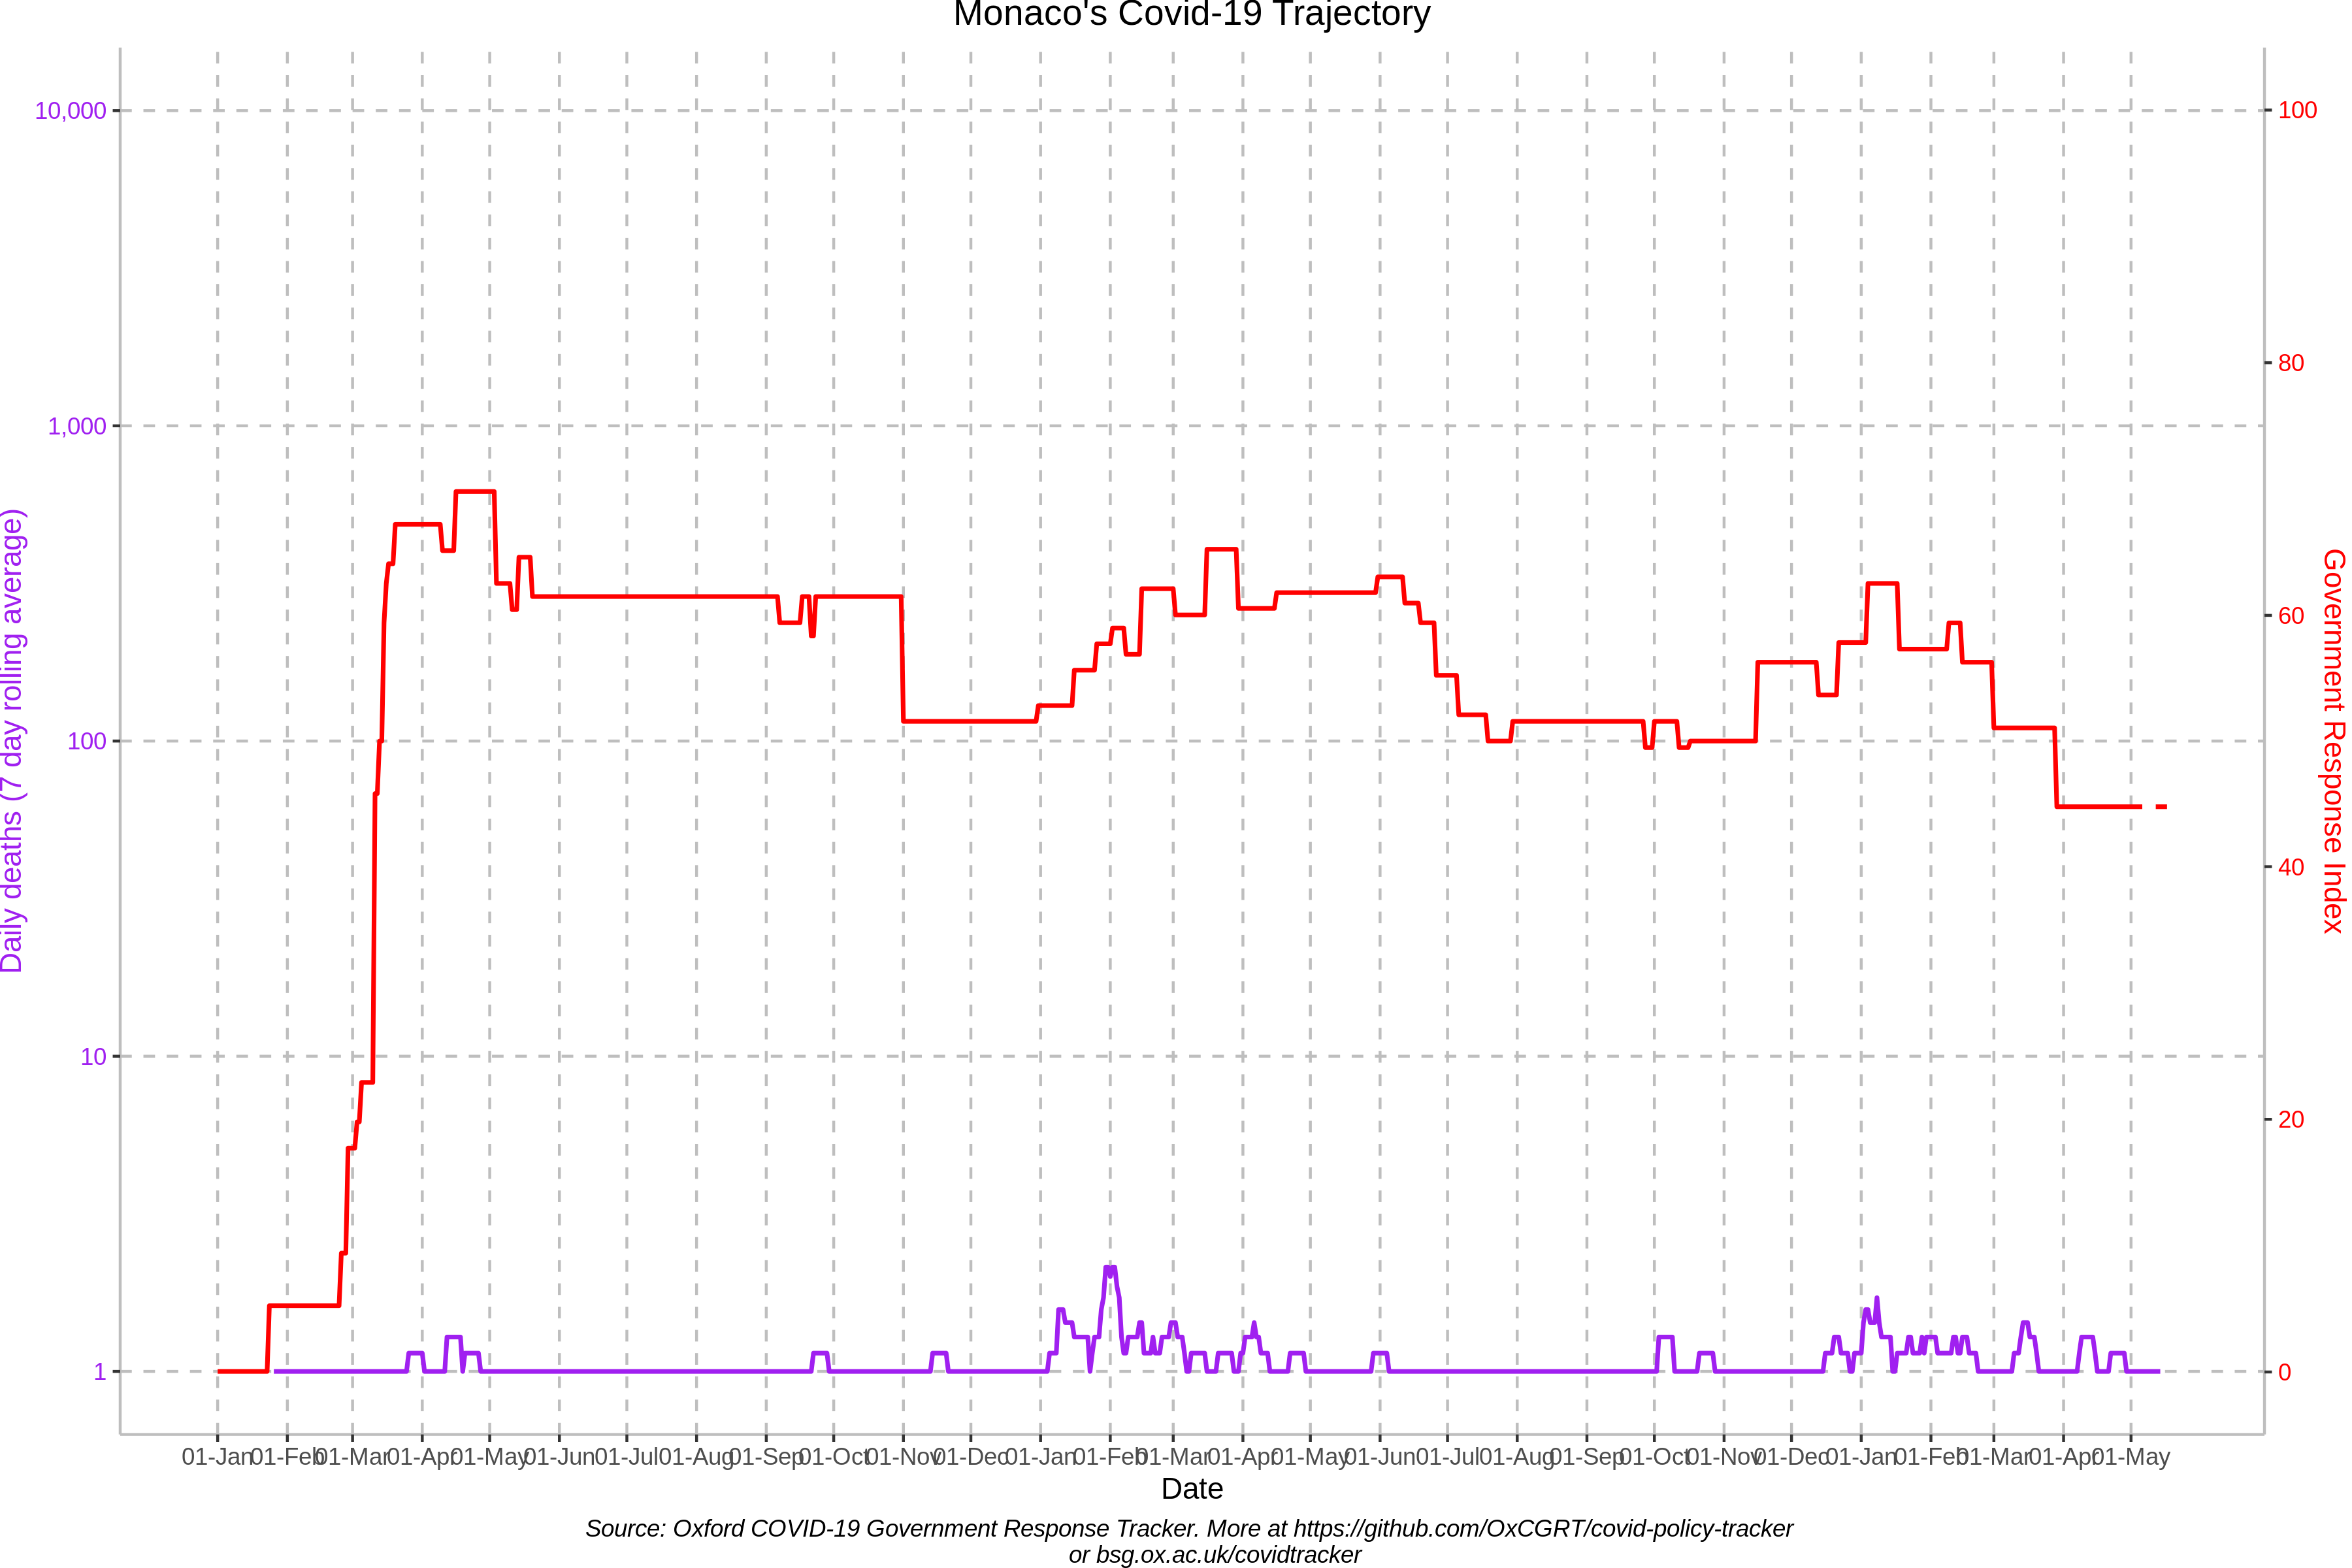 Monaco's Covid-19 Trajectory
10,000
1,000
100
10
1
Daily deaths (7 day rolling average)
100
80
60
40
20
0
Government Response Index
01-Jan 01-Feb 01-Mar 01-Apr 01-May 01-Jun 01-Jul 01-Aug 01-Sep 01-Oct 01-Nov 01-Dec 01-Jan 01-Feb 01-Mar 01-Apr 01-May 01-Jun 01-Jul 01-Aug 01-Sep 01-Oct 01-Nov 01-Dec 01-Jan 01-Feb 01-Mar 01-Apr 01-May
Date
Source: Oxford COVID-19 Government Response Tracker. More at https://github.com/OxCGRT/covid-policy-tracker
or bsg.ox.ac.uk/covidtracker